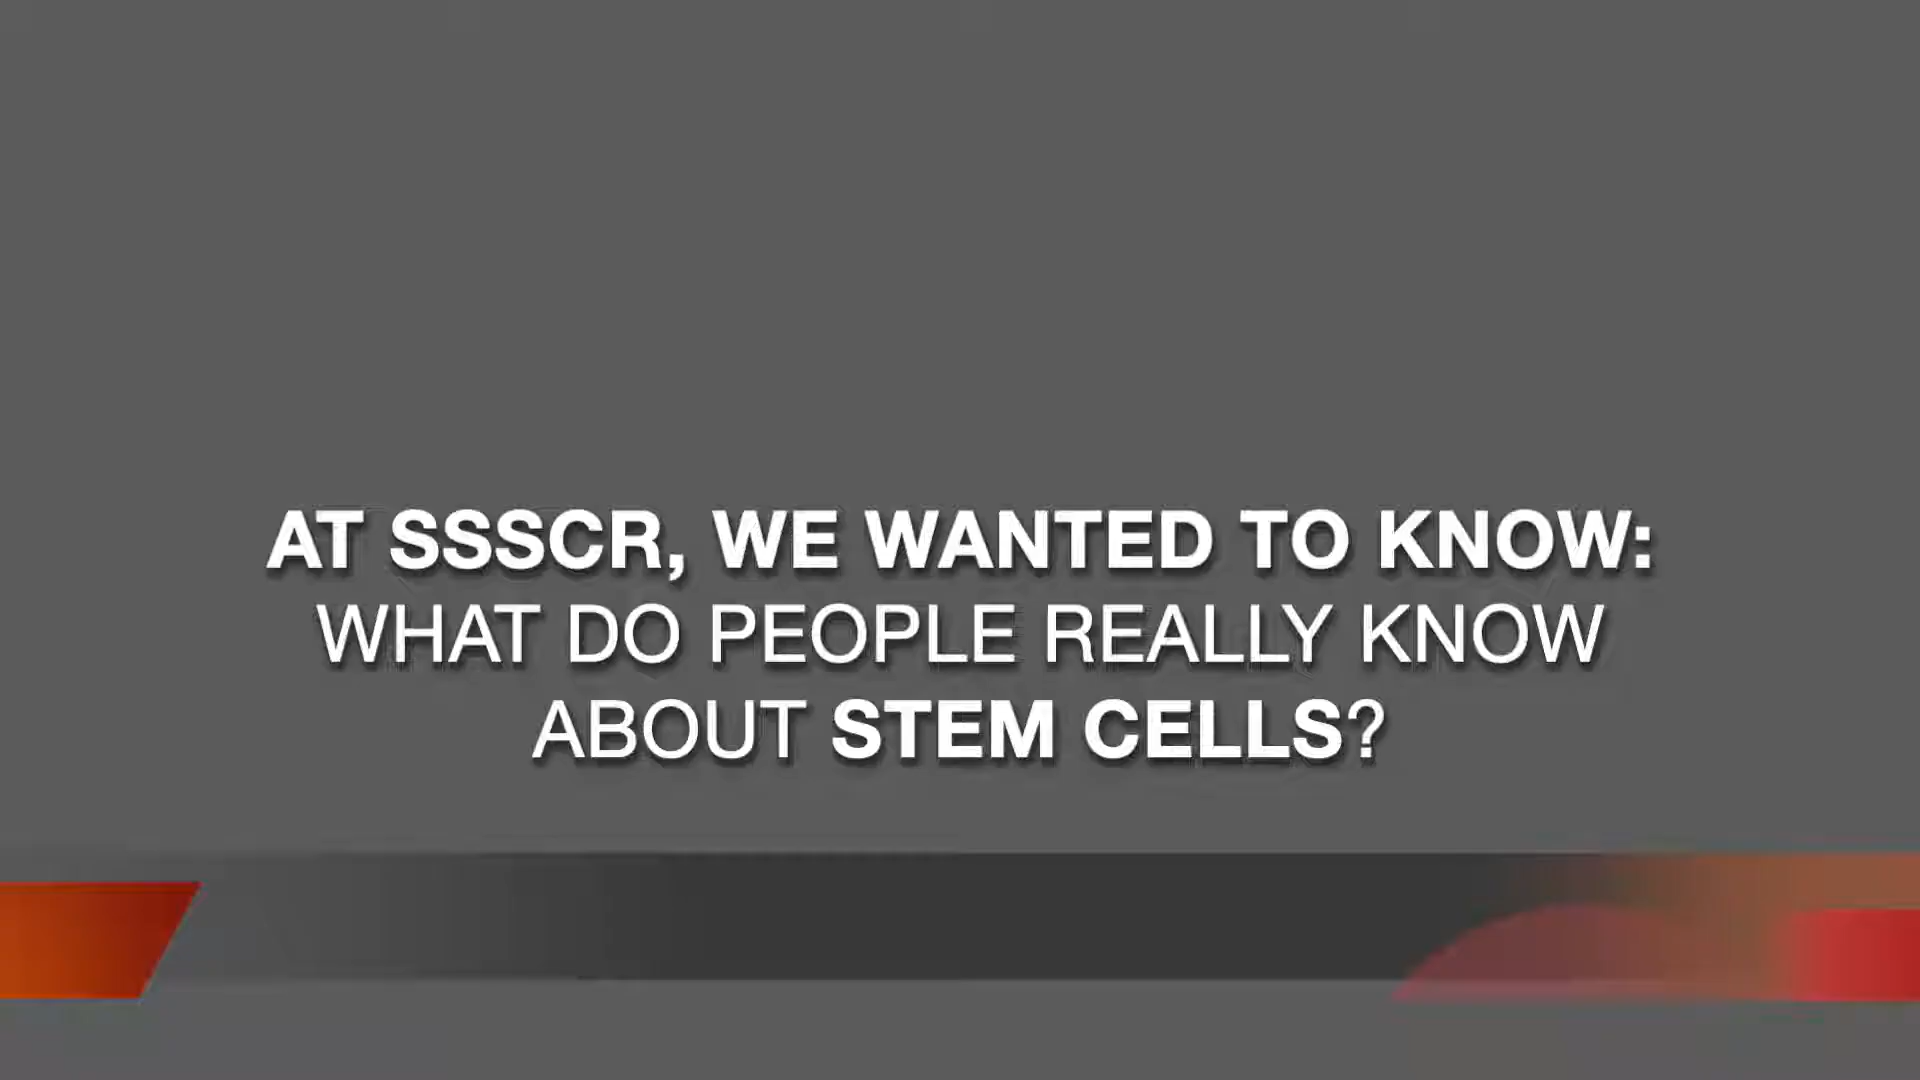 AT SSSCR, WE WANTED TO KNOW:
WHAT DO PEOPLE REALLY KNOW
ABOUT STEM CELLS?